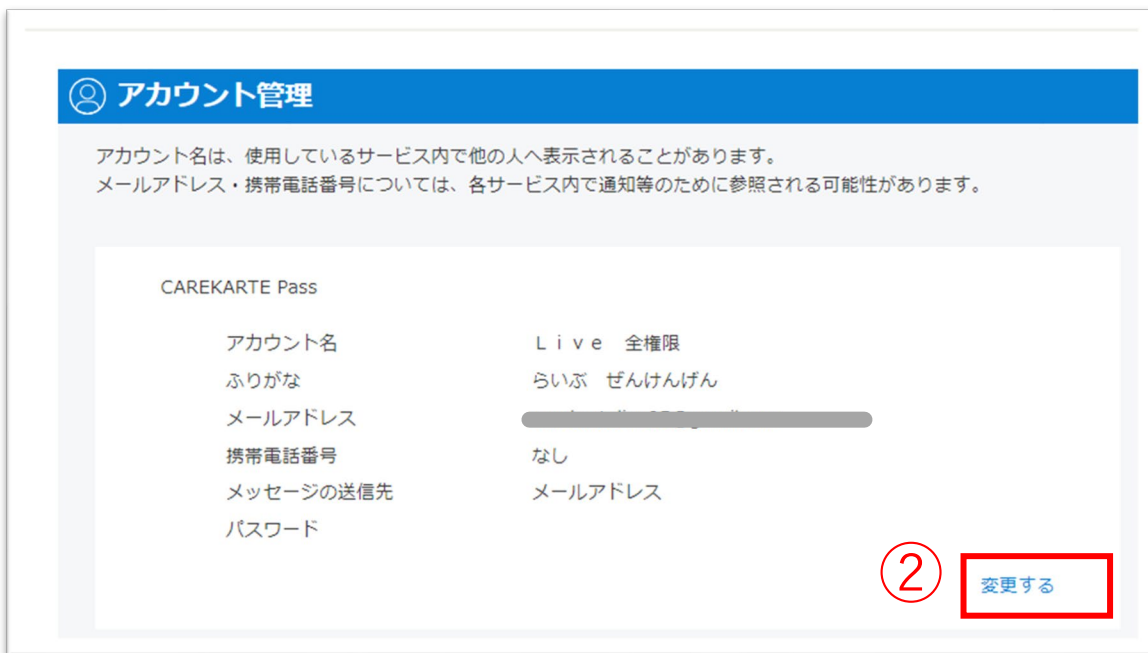 アカウント管理
アカウント名は、使用しているサービス内で他の人へ表示されることがあります。
メールアドレス・携帯電話番号については、各サービス内で通知等のために参照される可能性があります。
CAREKARTE Pass
アカウント名 Ｌｉｖｅ　全権限
ふりがな らいぶ　ぜんけんげん
メールアドレス
携帯電話番号 なし
メッセージの送信先 メールアドレス
パスワード
② 変更する